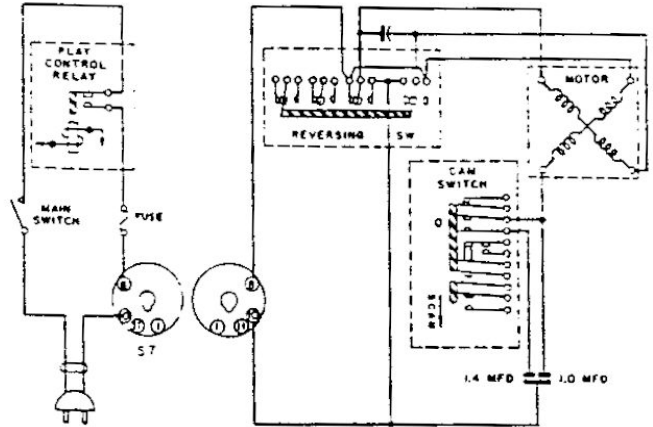 PLAY
CONTROL
RELAY
MOTOR
REVERSING SW.
CAM
SWITCH
MAIN
SWITCH
FUSE
S7
1.4 MFD
1.0 MFD